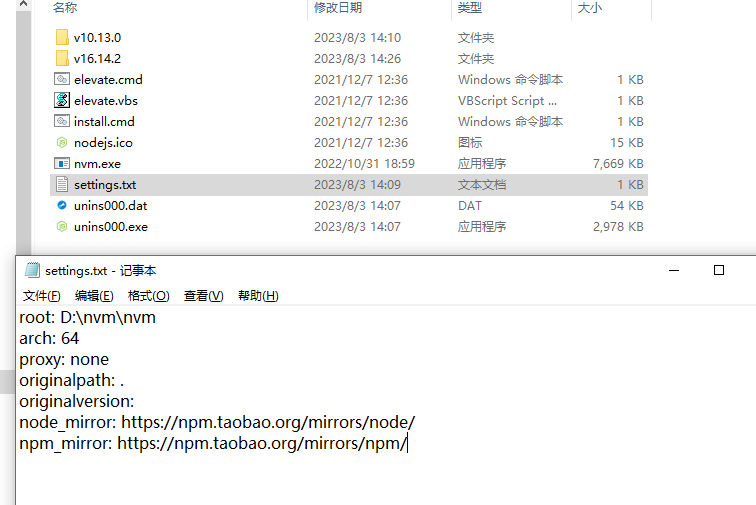 名称 修改日期 类型 大小
v10.13.0 2023/8/3 14:10 文件夹
v16.14.2 2023/8/3 14:26 文件夹
elevate.cmd 2021/12/7 12:36 Windows 命令脚本 1 KB
elevate.vbs 2021/12/7 12:36 VBScript Script ... 1 KB
install.cmd 2021/12/7 12:36 Windows 命令脚本 1 KB
nodejs.ico 2021/12/7 12:36 图标 15 KB
nvm.exe 2022/10/31 18:59 应用程序 7,669 KB
settings.txt 2023/8/3 14:09 文本文档 1 KB
unins000.dat 2023/8/3 14:07 DAT 54 KB
unins000.exe 2023/8/3 14:07 应用程序 2,978 KB
settings.txt - 记事本
文件(F) 编辑(E) 格式(O) 查看(V) 帮助(H)
root: D:\nvm\nvm
arch: 64
proxy: none
originalpath: .
originalversion:
node_mirror: https://npm.taobao.org/mirrors/node/
npm_mirror: https://npm.taobao.org/mirrors/npm/